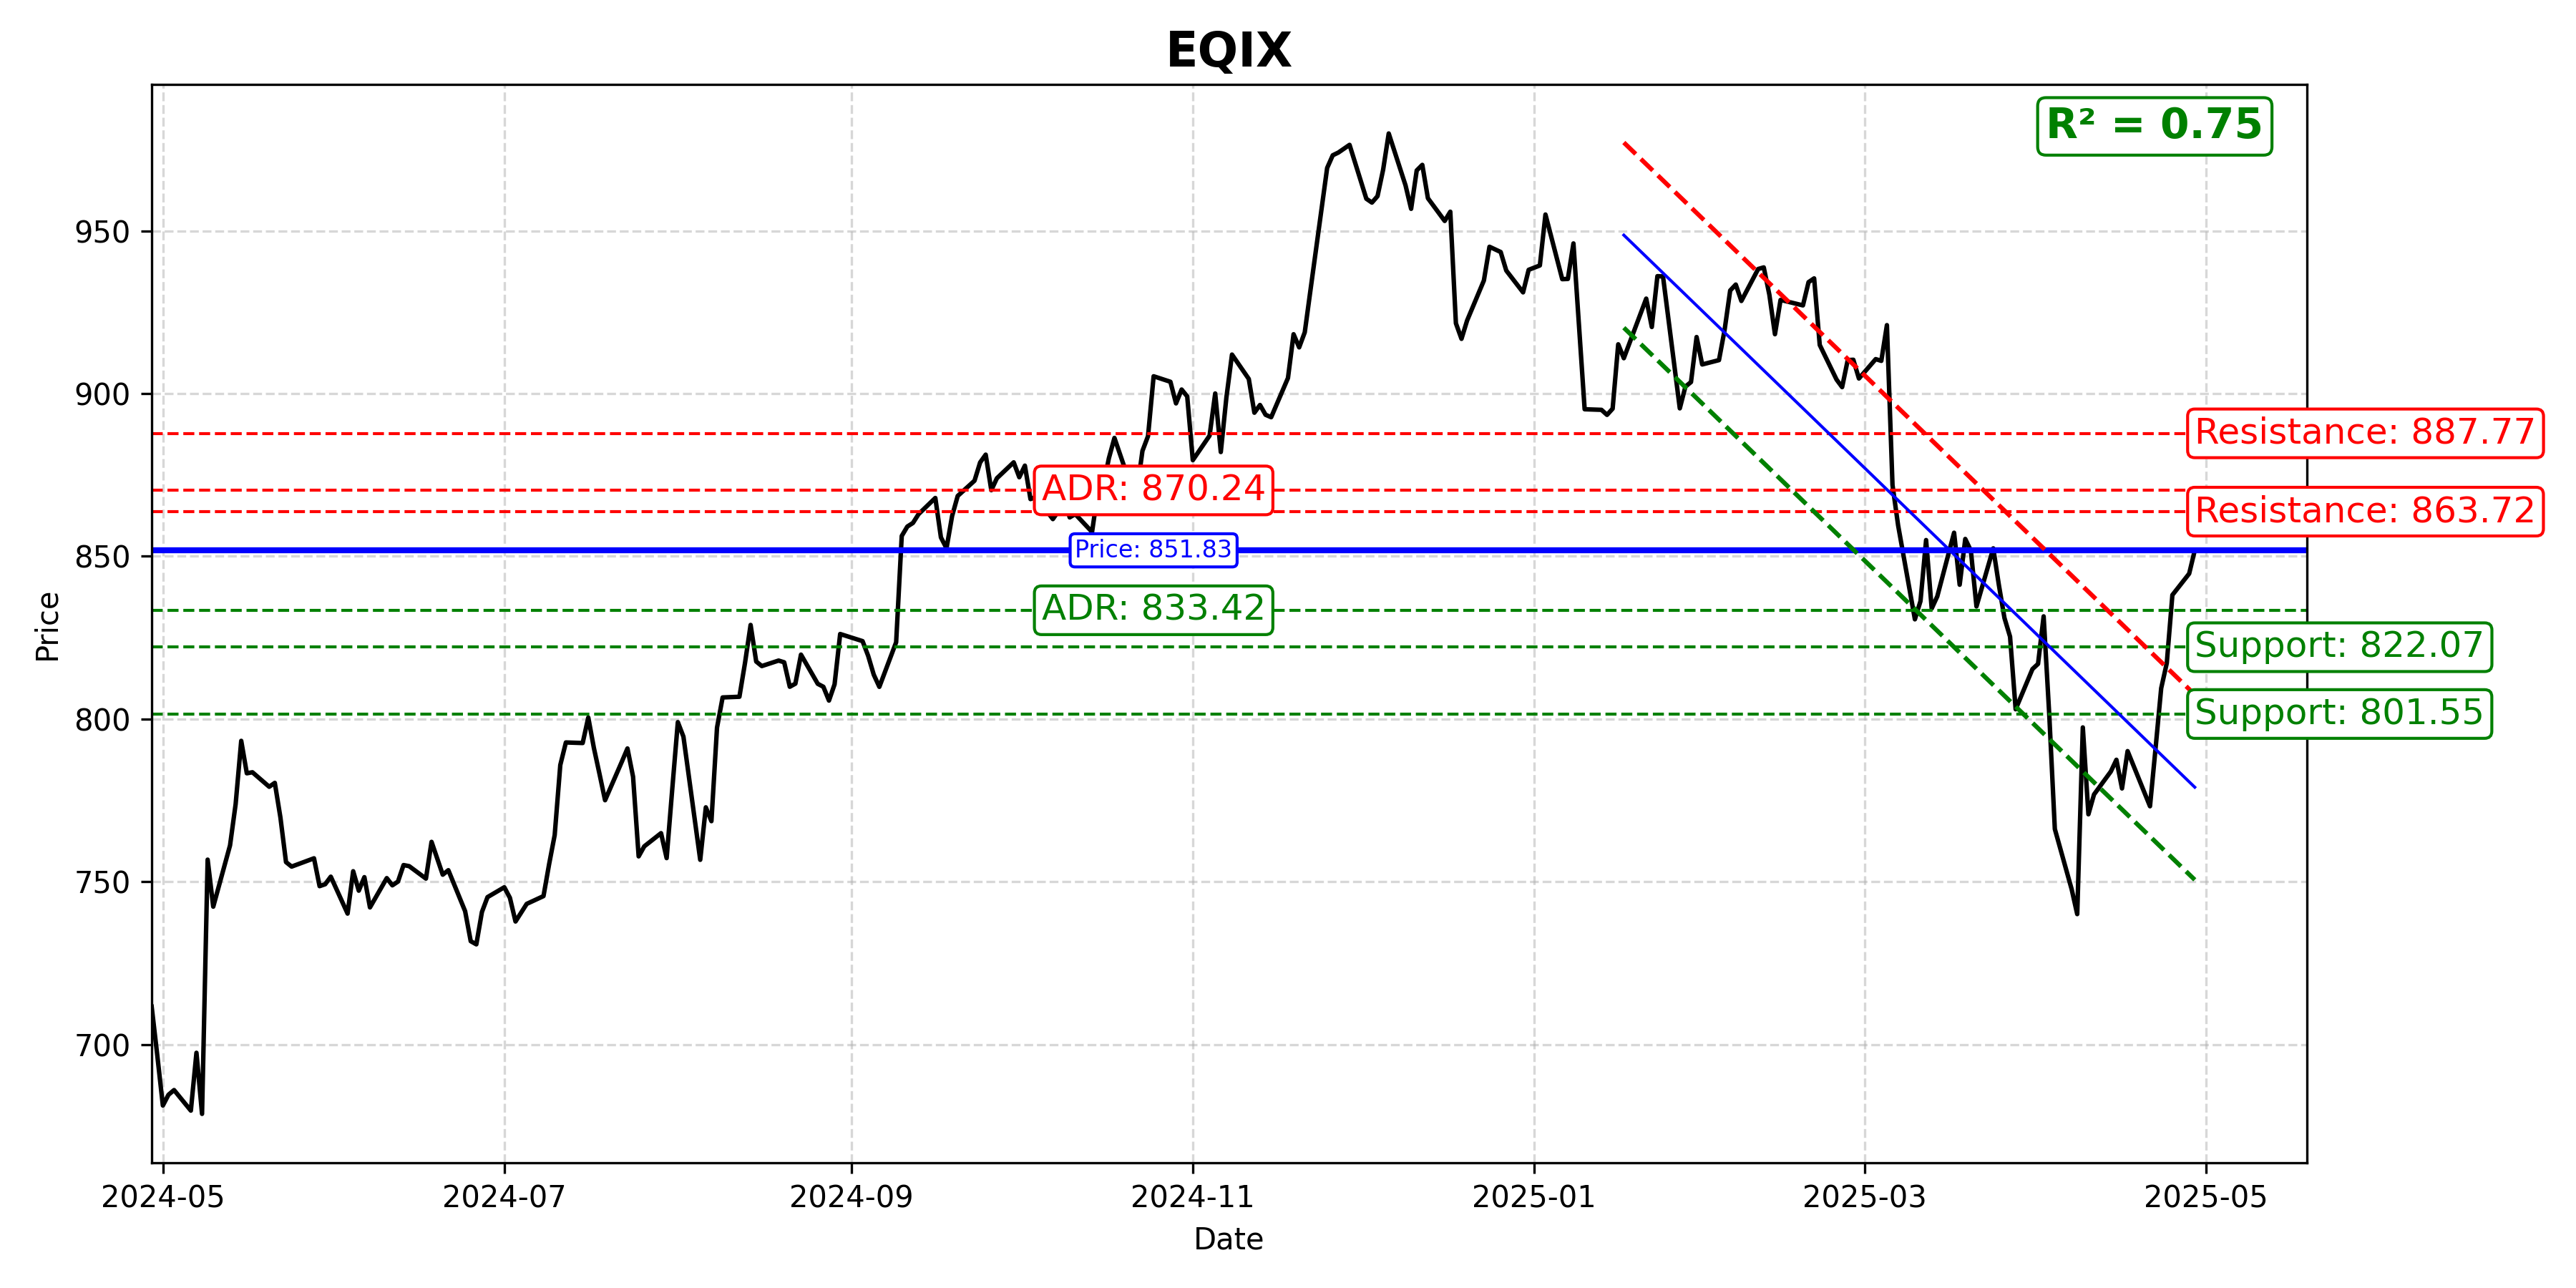 EQIX
R² = 0.75
950
900
850
800
750
700
Price
Resistance: 887.77
ADR: 870.24
Resistance: 863.72
Price: 851.83
ADR: 833.42
Support: 822.07
Support: 801.55
2024-05
2024-07
2024-09
2024-11
2025-01
2025-03
2025-05
Date